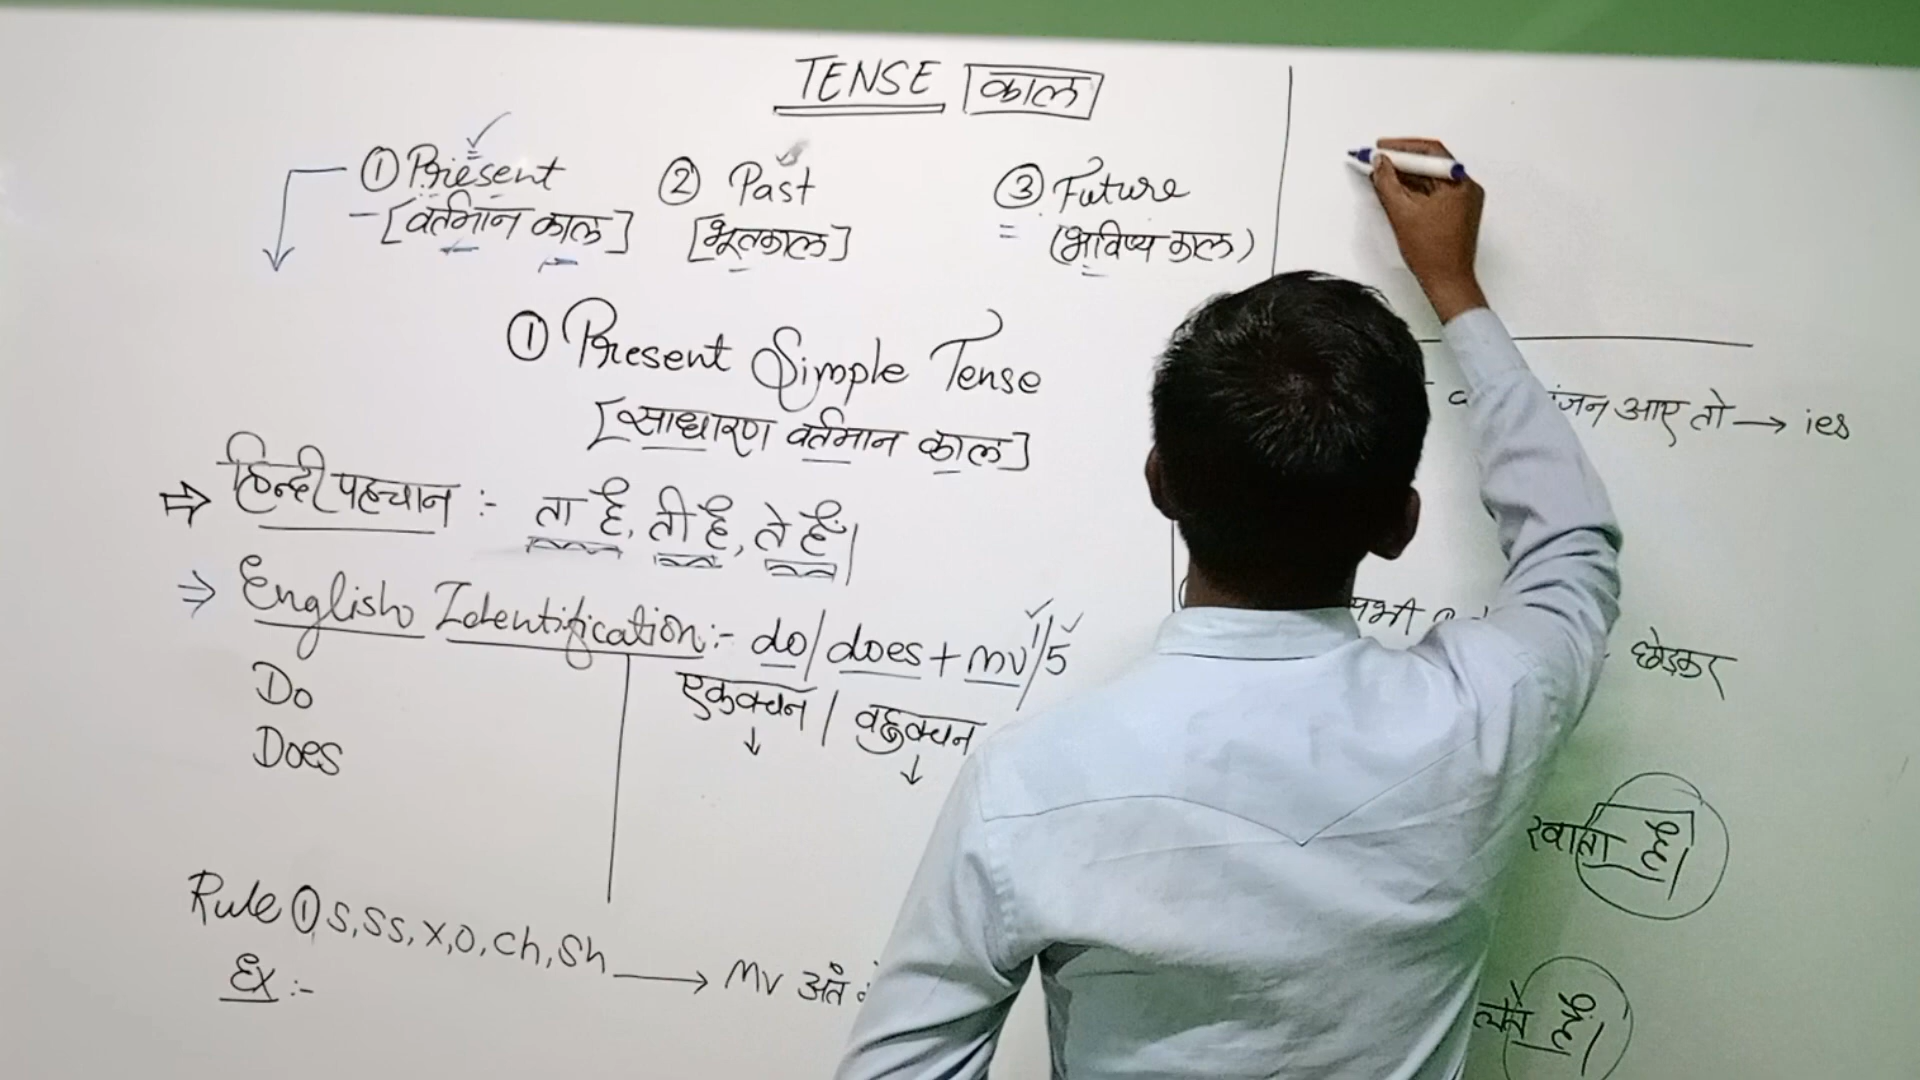 TENSE [काल]
① Present ② Past ③ Future
[वर्तमान काल] [भूतकाल] (भविष्य काल)
① Present Simple Tense
[साधारण वर्तमान काल]
⇒ हिन्दी पहचान :- ता है, ती है, ते हैं|
⇒ English Identification :- do/does + mv¹/5
एकवचन / बहुवचन
Do
Does
Rule ① s, ss, x, o, ch, sh → mv अंत
Ex :-
आए तो → ies
छोड़कर
खाता है|
हैं|